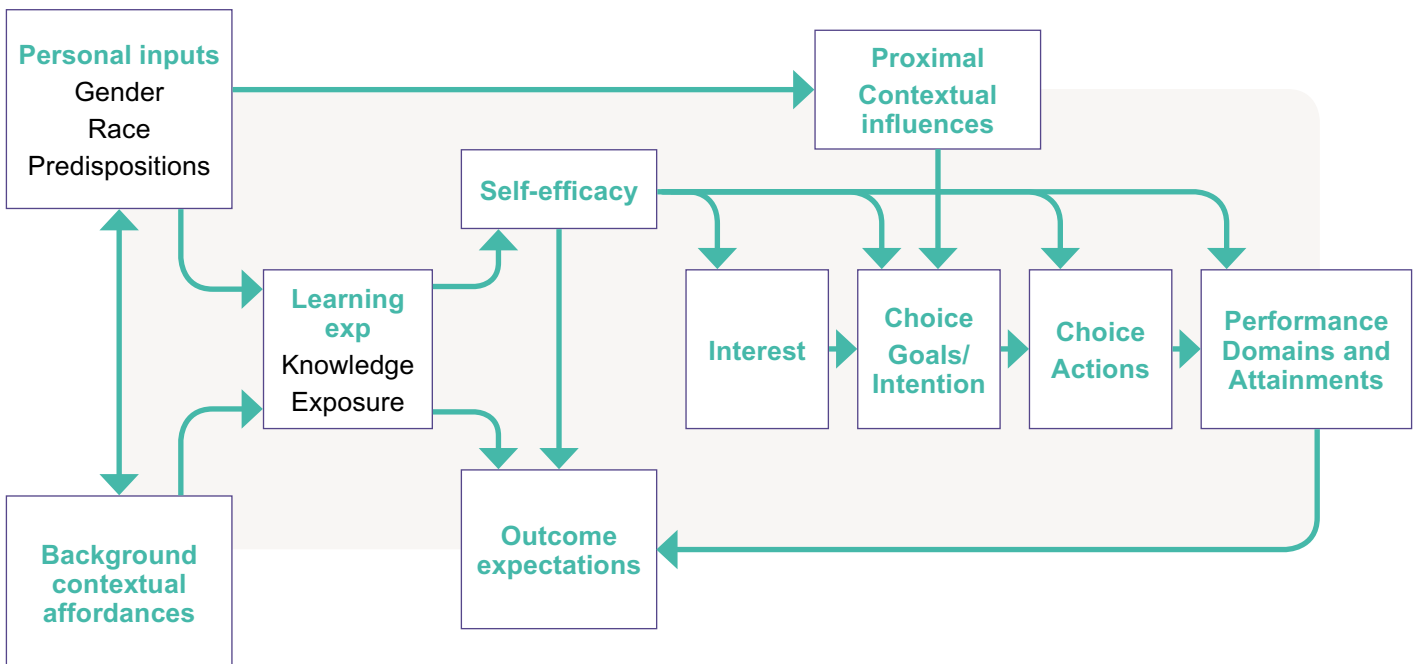 Personal inputs
Gender
Race
Predispositions
Proximal
Contextual
influences
Self-efficacy
Learning
exp
Knowledge
Exposure
Interest
Choice
Goals/
Intention
Choice
Actions
Performance
Domains and
Attainments
Background
contextual
affordances
Outcome
expectations